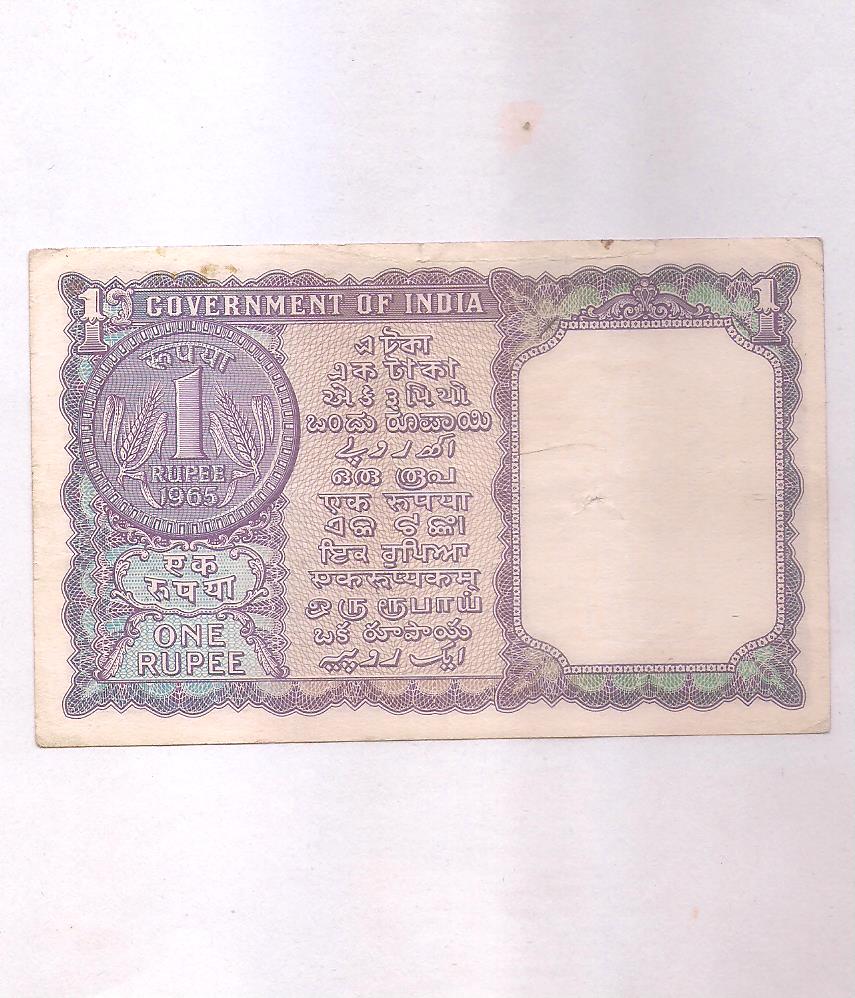 1 GOVERNMENT OF INDIA 1
रूपया
1
RUPEE
1965
एक
रूपया
ONE
RUPEE
এ টকা
এক টাকা
એક રુપિયો
ಒಂದು ರೂಪಾಯಿ
ഒരു രൂപ
एक रूपया
ଏକ ଟଙ୍କା
ਇਕ ਰੁਪਿਆ
एकरूप्यकम्
ஒரு ரூபாய்
ఒక రూపాయి
ایک روپیہ